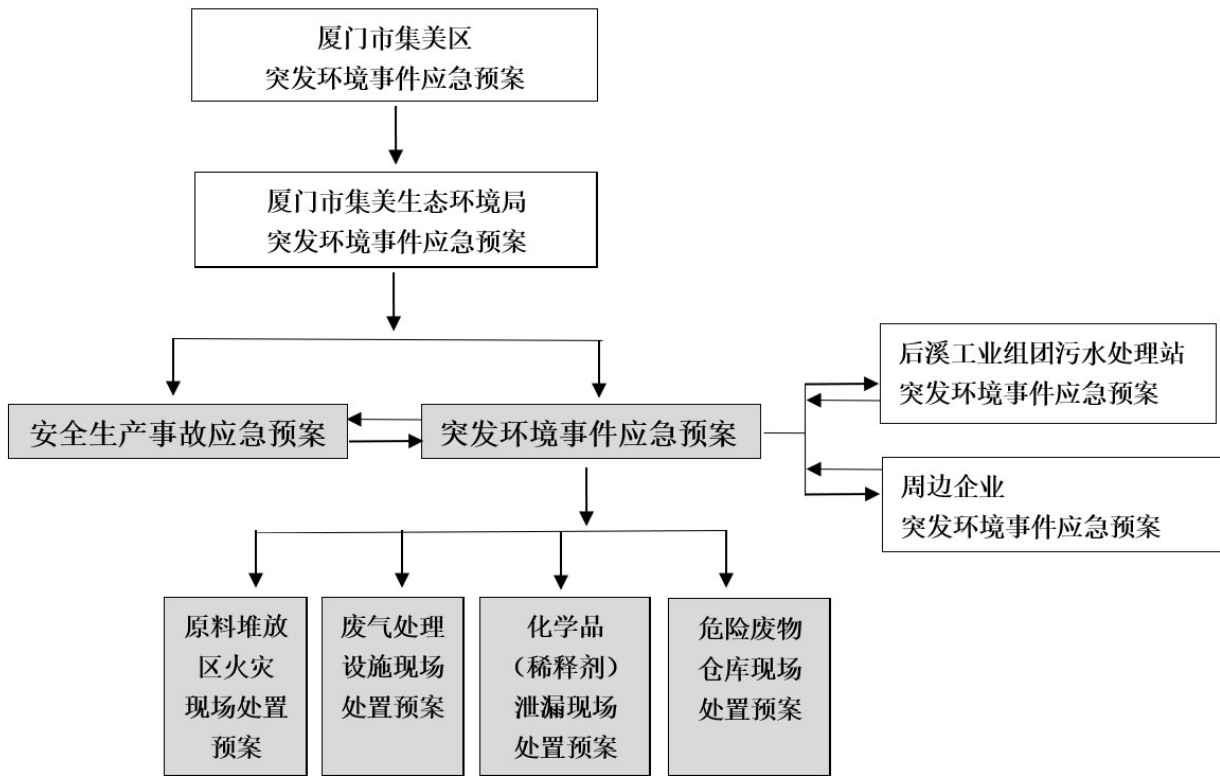 厦门市集美区
突发环境事件应急预案
厦门市集美生态环境局
突发环境事件应急预案
后溪工业组团污水处理站
突发环境事件应急预案
安全生产事故应急预案
突发环境事件应急预案
周边企业
突发环境事件应急预案
原料堆放
区火灾
现场处置
预案
废气处理
设施现场
处置预案
化学品
（稀释剂）
泄漏现场
处置预案
危险废物
仓库现场
处置预案